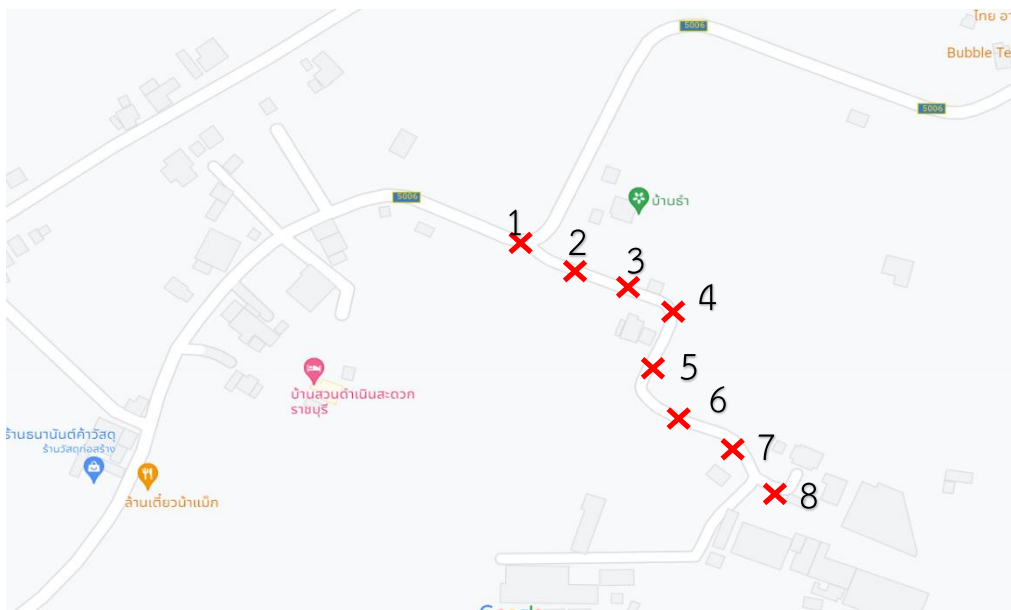 5006
ไทย อา
Bubble Te
5006
5006
บ้านธำ
1
2
3
4
5
6
7
8
บ้านสวนดำเนินสะดวก
ราชบุรี
ร้านธนานันต์ค้าวัสดุ
ร้านวัสดุก่อสร้าง
ล้านเตี๋ยวน้าแม็ก